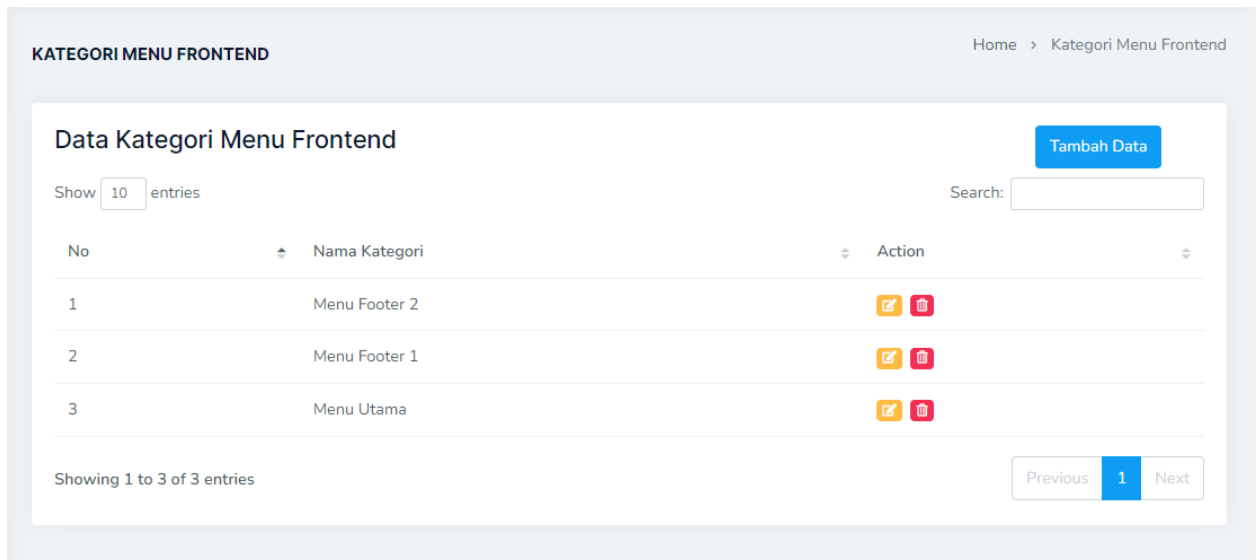 KATEGORI MENU FRONTEND
Home > Kategori Menu Frontend
Data Kategori Menu Frontend
Tambah Data
Show 10 entries
Search:
No Nama Kategori Action
1 Menu Footer 2
2 Menu Footer 1
3 Menu Utama
Showing 1 to 3 of 3 entries
Previous 1 Next